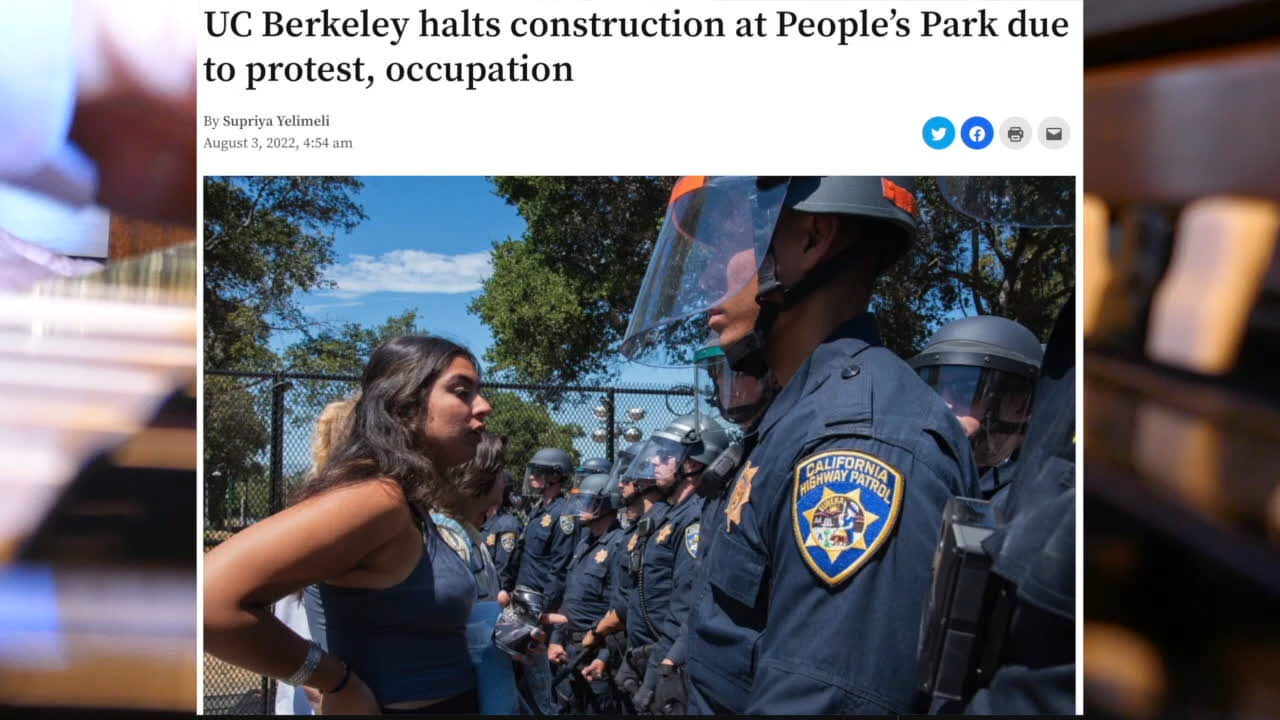 UC Berkeley halts construction at People’s Park due
to protest, occupation
By Supriya Yelimeli
August 3, 2022, 4:54 am
CALIFORNIA
HIGHWAY PATROL